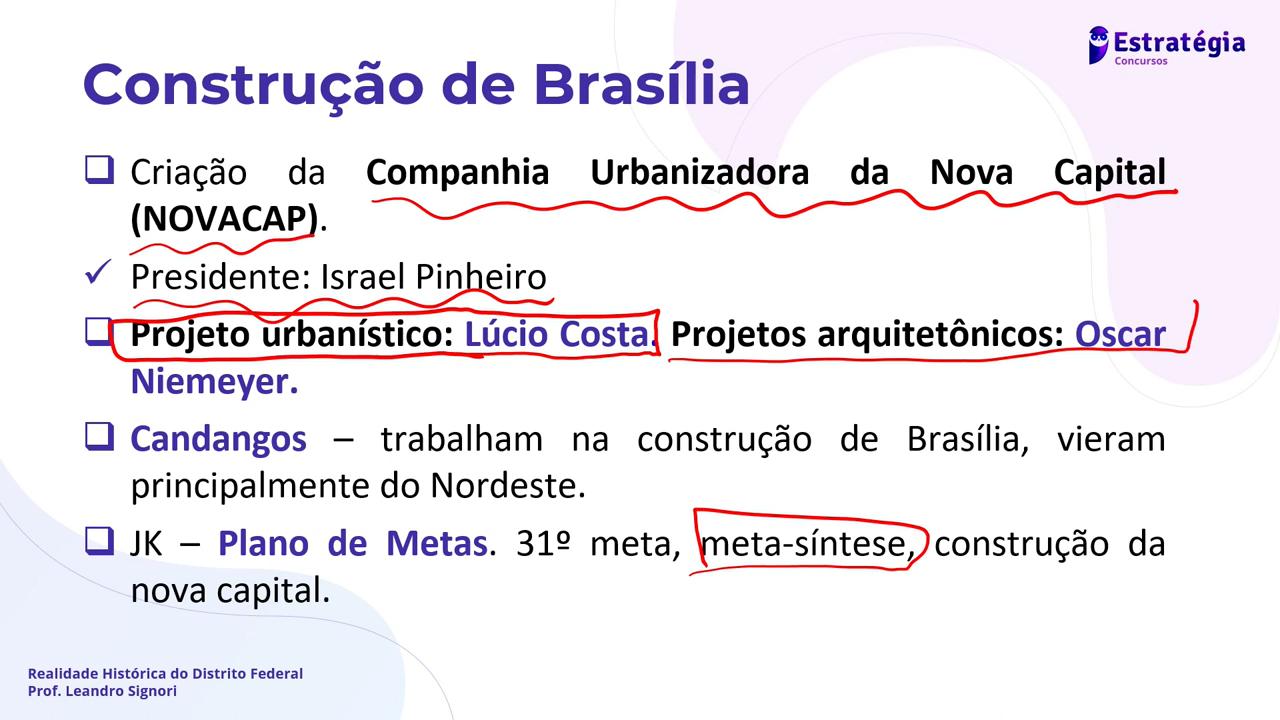 Estratégia
Concursos
Construção de Brasília
Criação da Companhia Urbanizadora da Nova Capital
(NOVACAP).
Presidente: Israel Pinheiro
Projeto urbanístico: Lúcio Costa. Projetos arquitetônicos: Oscar
Niemeyer.
Candangos – trabalham na construção de Brasília, vieram
principalmente do Nordeste.
JK – Plano de Metas. 31º meta, meta-síntese, construção da
nova capital.
Realidade Histórica do Distrito Federal
Prof. Leandro Signori